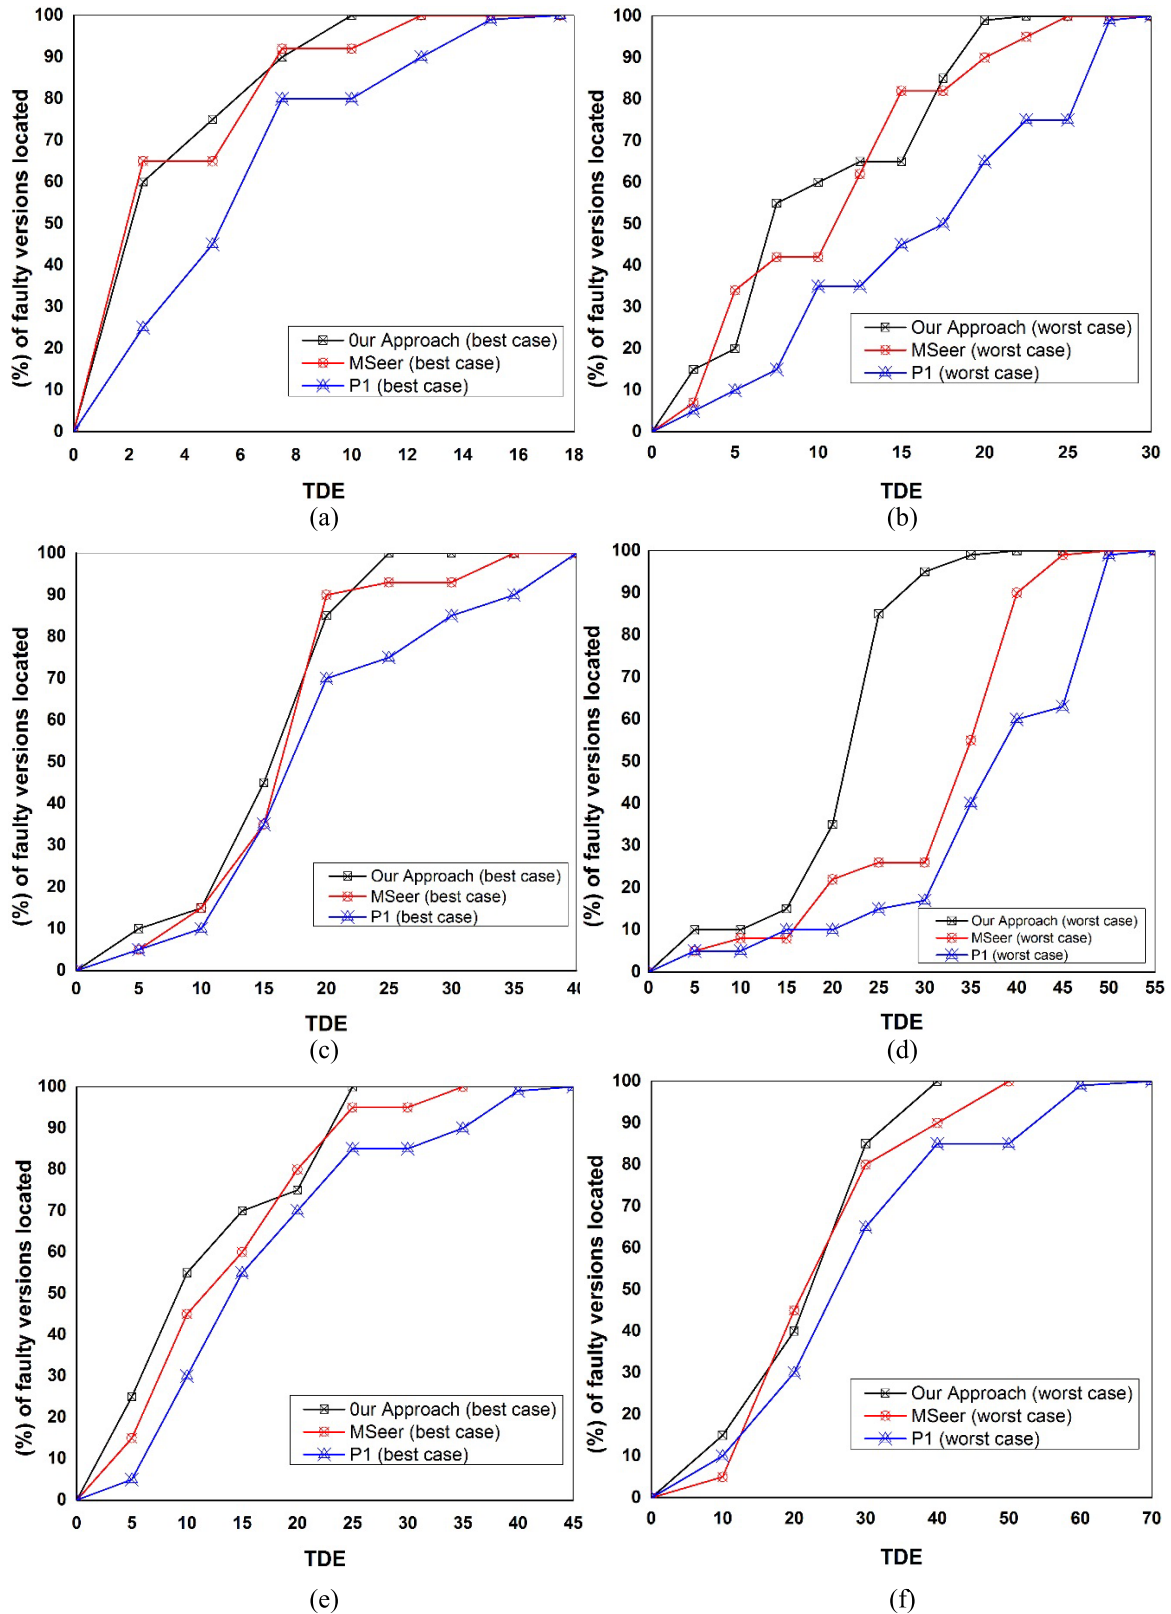 100
90
80
70
60
50
40
30
20
10
0
(%) of faulty versions located
0ur Approach (best case)
MSeer (best case)
P1 (best case)
0 2 4 6 8 10 12 14 16 18
TDE
(a)
100
90
80
70
60
50
40
30
20
10
0
(%) of faulty versions located
Our Approach (worst case)
MSeer (worst case)
P1 (worst case)
0 5 10 15 20 25 30
TDE
(b)
100
90
80
70
60
50
40
30
20
10
0
(%) of faulty versions located
Our Approach (best case)
MSeer (best case)
P1 (best case)
0 5 10 15 20 25 30 35 40
TDE
(c)
100
90
80
70
60
50
40
30
20
10
0
(%) of faulty versions located
Our Approach (worst case)
MSeer (worst case)
P1 (worst case)
0 5 10 15 20 25 30 35 40 45 50 55
TDE
(d)
100
90
80
70
60
50
40
30
20
10
0
(%) of faulty versions located
0ur Approach (best case)
MSeer (best case)
P1 (best case)
0 5 10 15 20 25 30 35 40 45
TDE
(e)
100
90
80
70
60
50
40
30
20
10
0
(%) of faulty versions located
Our Approach (worst case)
MSeer (worst case)
P1 (worst case)
0 10 20 30 40 50 60 70
TDE
(f)